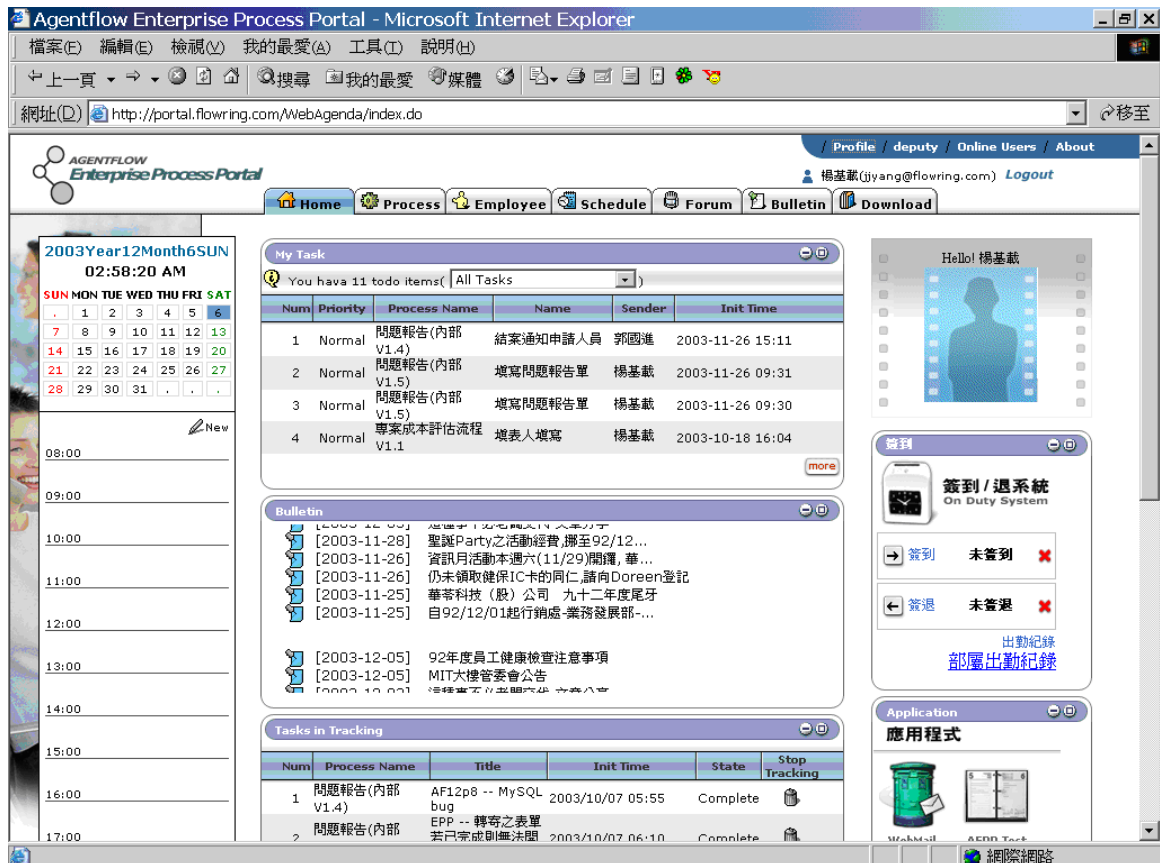 Agentflow Enterprise Process Portal - Microsoft Internet Explorer
檔案(F) 編輯(E) 檢視(V) 我的最愛(A) 工具(T) 說明(H)
上一頁 搜尋 我的最愛 媒體
網址(D) http://portal.flowring.com/WebAgenda/index.do 移至
/ Profile / deputy / Online Users / About
AGENTFLOW
Enterprise Process Portal
楊基載(jjyang@flowring.com) Logout
Home Process Employee Schedule Forum Bulletin Download
2003Year12Month6SUN
02:58:20 AM
SUN MON TUE WED THU FRI SAT
. 1 2 3 4 5 6
7 8 9 10 11 12 13
14 15 16 17 18 19 20
21 22 23 24 25 26 27
28 29 30 31 . . .
New
08:00
09:00
10:00
11:00
12:00
13:00
14:00
15:00
16:00
17:00
My Task
You hava 11 todo items( All Tasks )
Num Priority Process Name Name Sender Init Time
1 Normal 問題報告(內部V1.4) 結案通知申請人員 郭國進 2003-11-26 15:11
2 Normal 問題報告(內部V1.5) 填寫問題報告單 楊基載 2003-11-26 09:31
3 Normal 問題報告(內部V1.5) 填寫問題報告單 楊基載 2003-11-26 09:30
4 Normal 專案成本評估流程V1.1 填表人填寫 楊基載 2003-10-18 16:04
more
Bulletin
[2003-11-28] 聖誕Party之活動經費,挪至92/12...
[2003-11-26] 資訊月活動本週六(11/29)開鑼, 華...
[2003-11-26] 仍未領取健保IC卡的同仁,請向Doreen登記
[2003-11-25] 華苓科技（股）公司 九十二年度尾牙
[2003-11-25] 自92/12/01起行銷處-業務發展部-...
[2003-12-05] 92年度員工健康檢查注意事項
[2003-12-05] MIT大樓管委會公告
Tasks in Tracking
Num Process Name Title Init Time State Stop Tracking
1 問題報告(內部V1.4) AF12p8 -- MySQL bug 2003/10/07 05:55 Complete
2 問題報告(內部 EPP -- 轉寄之表單若已完成則無法開 2003/10/07 06:10 Complete
Hello! 楊基載
簽到
簽到/退系統
On Duty System
簽到 未簽到
簽退 未簽退
出勤紀錄
部屬出勤紀錄
Application
應用程式
WebMail AFPP Test
網際網路